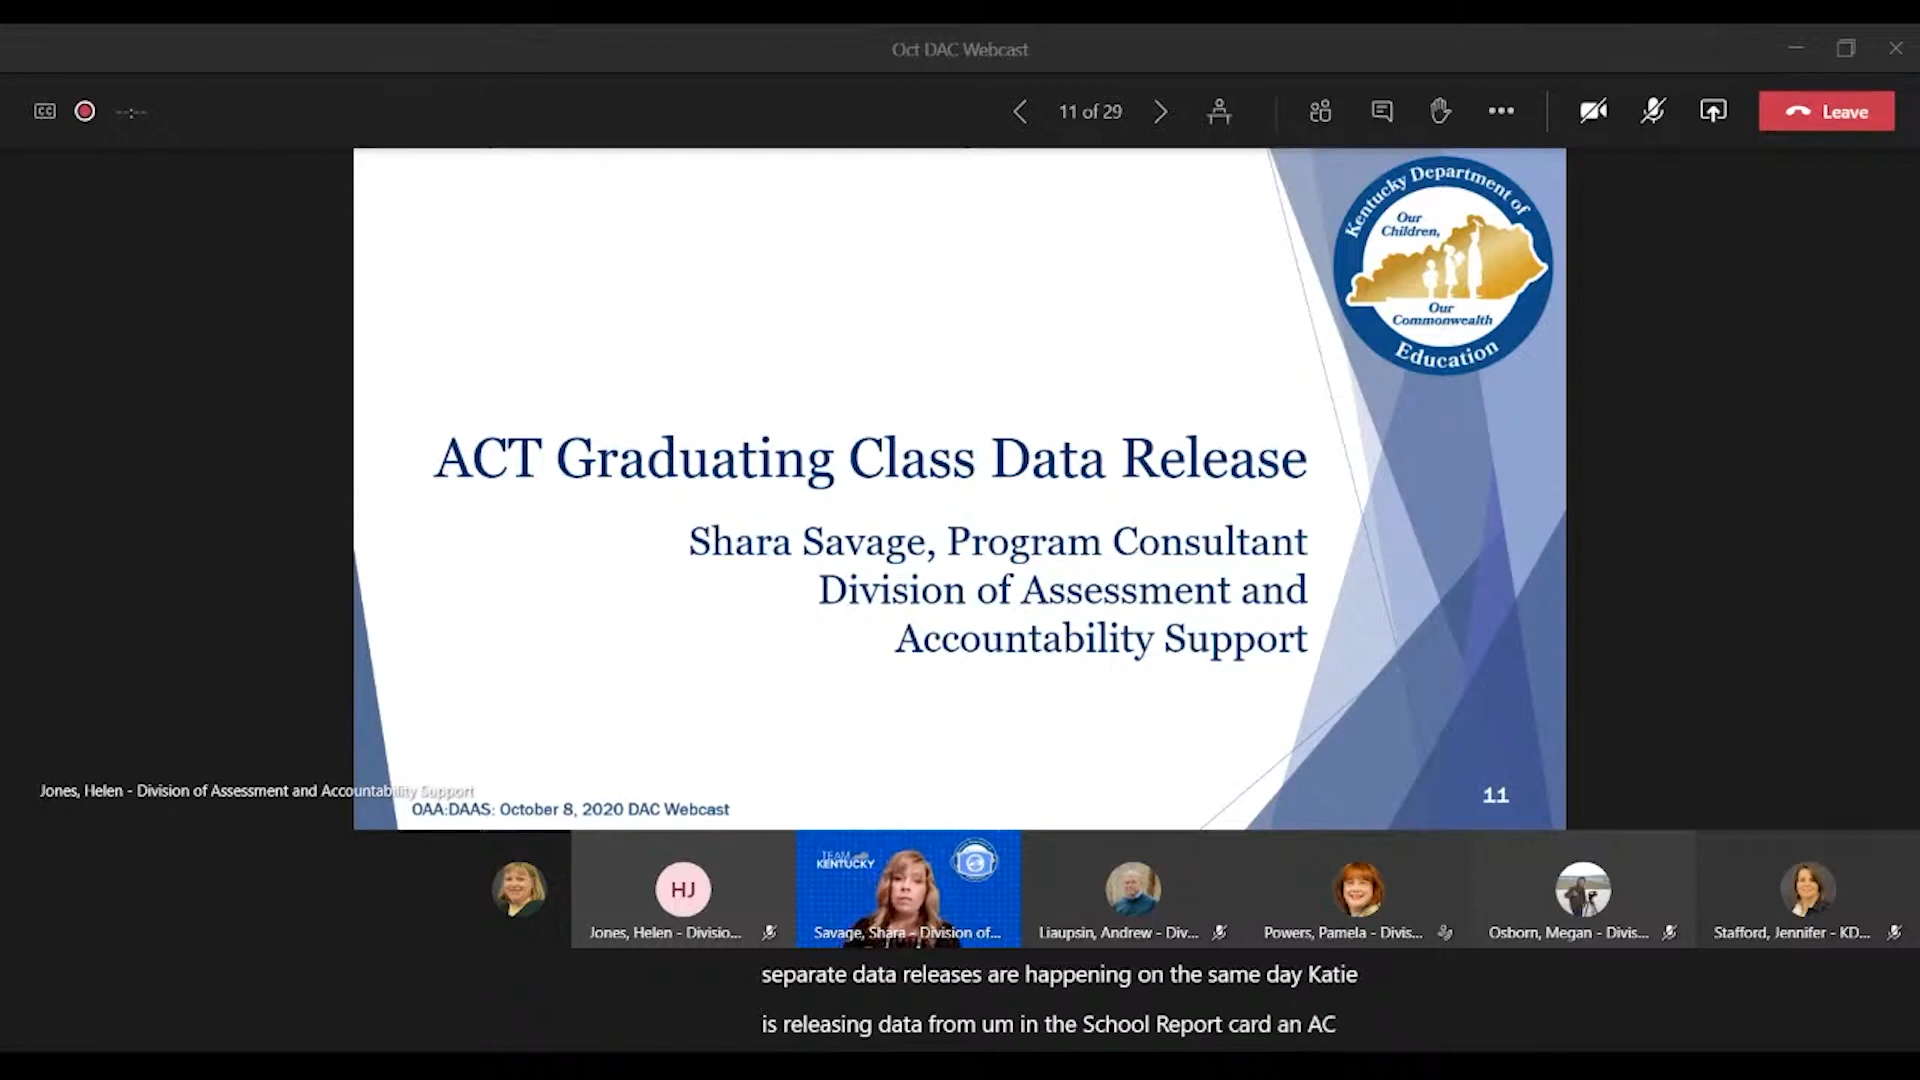 Oct DAC Webcast
CC
--:--
11 of 29
Leave
Kentucky Department of
Our
Children,
Our
Commonwealth
Education
ACT Graduating Class Data Release
Shara Savage, Program Consultant
Division of Assessment and
Accountability Support
Jones, Helen - Division of Assessment and Accountability Support
OAA:DAAS: October 8, 2020 DAC Webcast
11
TEAM
KENTUCKY
HJ
Jones, Helen - Divisio...
Savage, Shara - Division of...
Liaupsin, Andrew - Div...
Powers, Pamela - Divis...
Osborn, Megan - Divis...
Stafford, Jennifer - KD...
separate data releases are happening on the same day Katie
is releasing data from um in the School Report card an AC